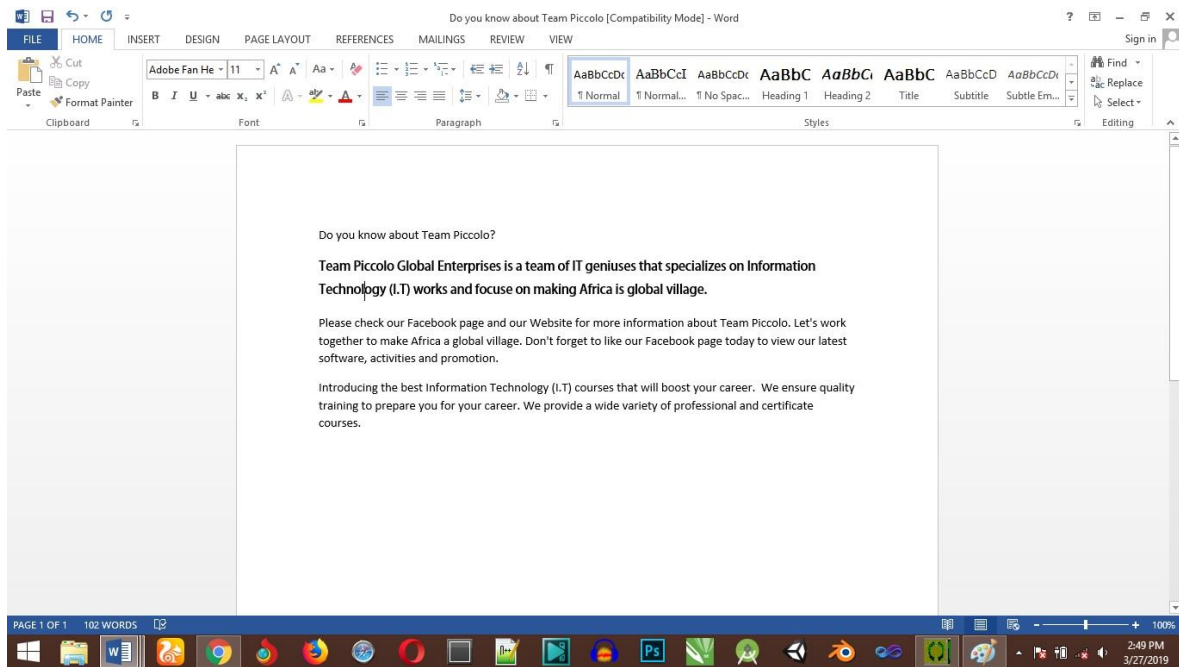 Do you know about Team Piccolo [Compatibility Mode] - Word
FILE HOME INSERT DESIGN PAGE LAYOUT REFERENCES MAILINGS REVIEW VIEW Sign in
Cut
Copy
Format Painter
Paste
Clipboard
Adobe Fan He 11
Font
Paragraph
AaBbCcDc AaBbCcI AaBbCcDc AaBbC AaBbC AaBbC AaBbCcD AaBbCcDc
¶ Normal ¶ Normal... ¶ No Spac... Heading 1 Heading 2 Title Subtitle Subtle Em...
Styles
Find
Replace
Select
Editing
Do you know about Team Piccolo?
Team Piccolo Global Enterprises is a team of IT geniuses that specializes on Information
Technology (I.T) works and focuse on making Africa is global village.
Please check our Facebook page and our Website for more information about Team Piccolo. Let's work
together to make Africa a global village. Don't forget to like our Facebook page today to view our latest
software, activities and promotion.
Introducing the best Information Technology (I.T) courses that will boost your career.  We ensure quality
training to prepare you for your career. We provide a wide variety of professional and certificate
courses.
PAGE 1 OF 1 102 WORDS 100%
Ps
2:49 PM
3/27/2019